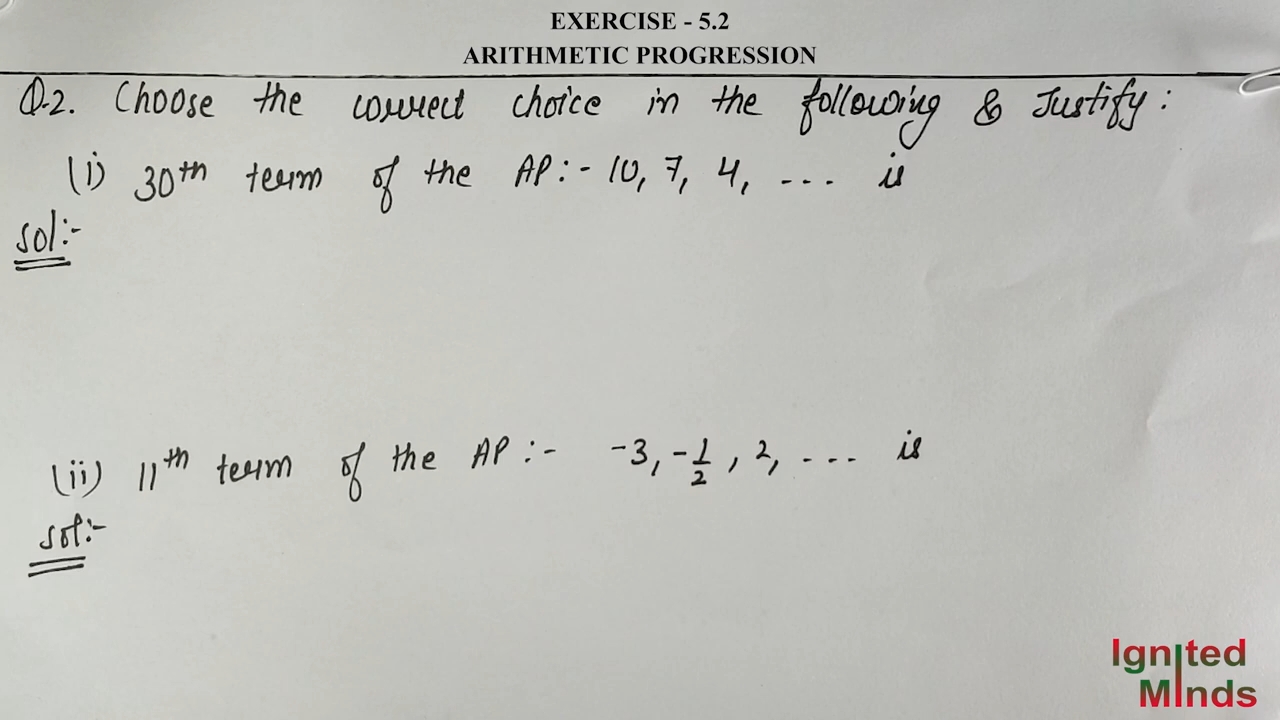 EXERCISE - 5.2
ARITHMETIC PROGRESSION
Q.2. Choose the correct choice in the following & Justify :
(i) 30th term of the AP:- 10, 7, 4, ... is
Sol:-
(ii) 11th term of the AP :- -3, -1/2, 2, ... is
Sol:-
Ignited
Minds